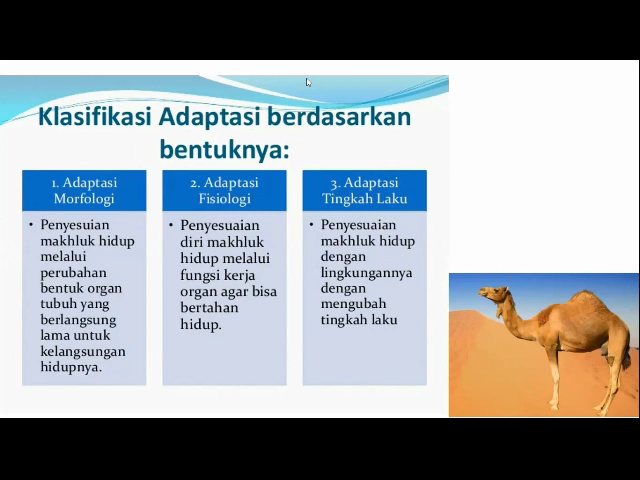 Klasifikasi Adaptasi berdasarkan
bentuknya:
1. Adaptasi
Morfologi
• Penyesuian
makhluk hidup
melalui
perubahan
bentuk organ
tubuh yang
berlangsung
lama untuk
kelangsungan
hidupnya.
2. Adaptasi
Fisiologi
• Penyesuaian
diri makhluk
hidup melalui
fungsi kerja
organ agar bisa
bertahan
hidup.
3. Adaptasi
Tingkah Laku
• Penyesuaian
makhluk hidup
dengan
lingkungannya
dengan
mengubah
tingkah laku